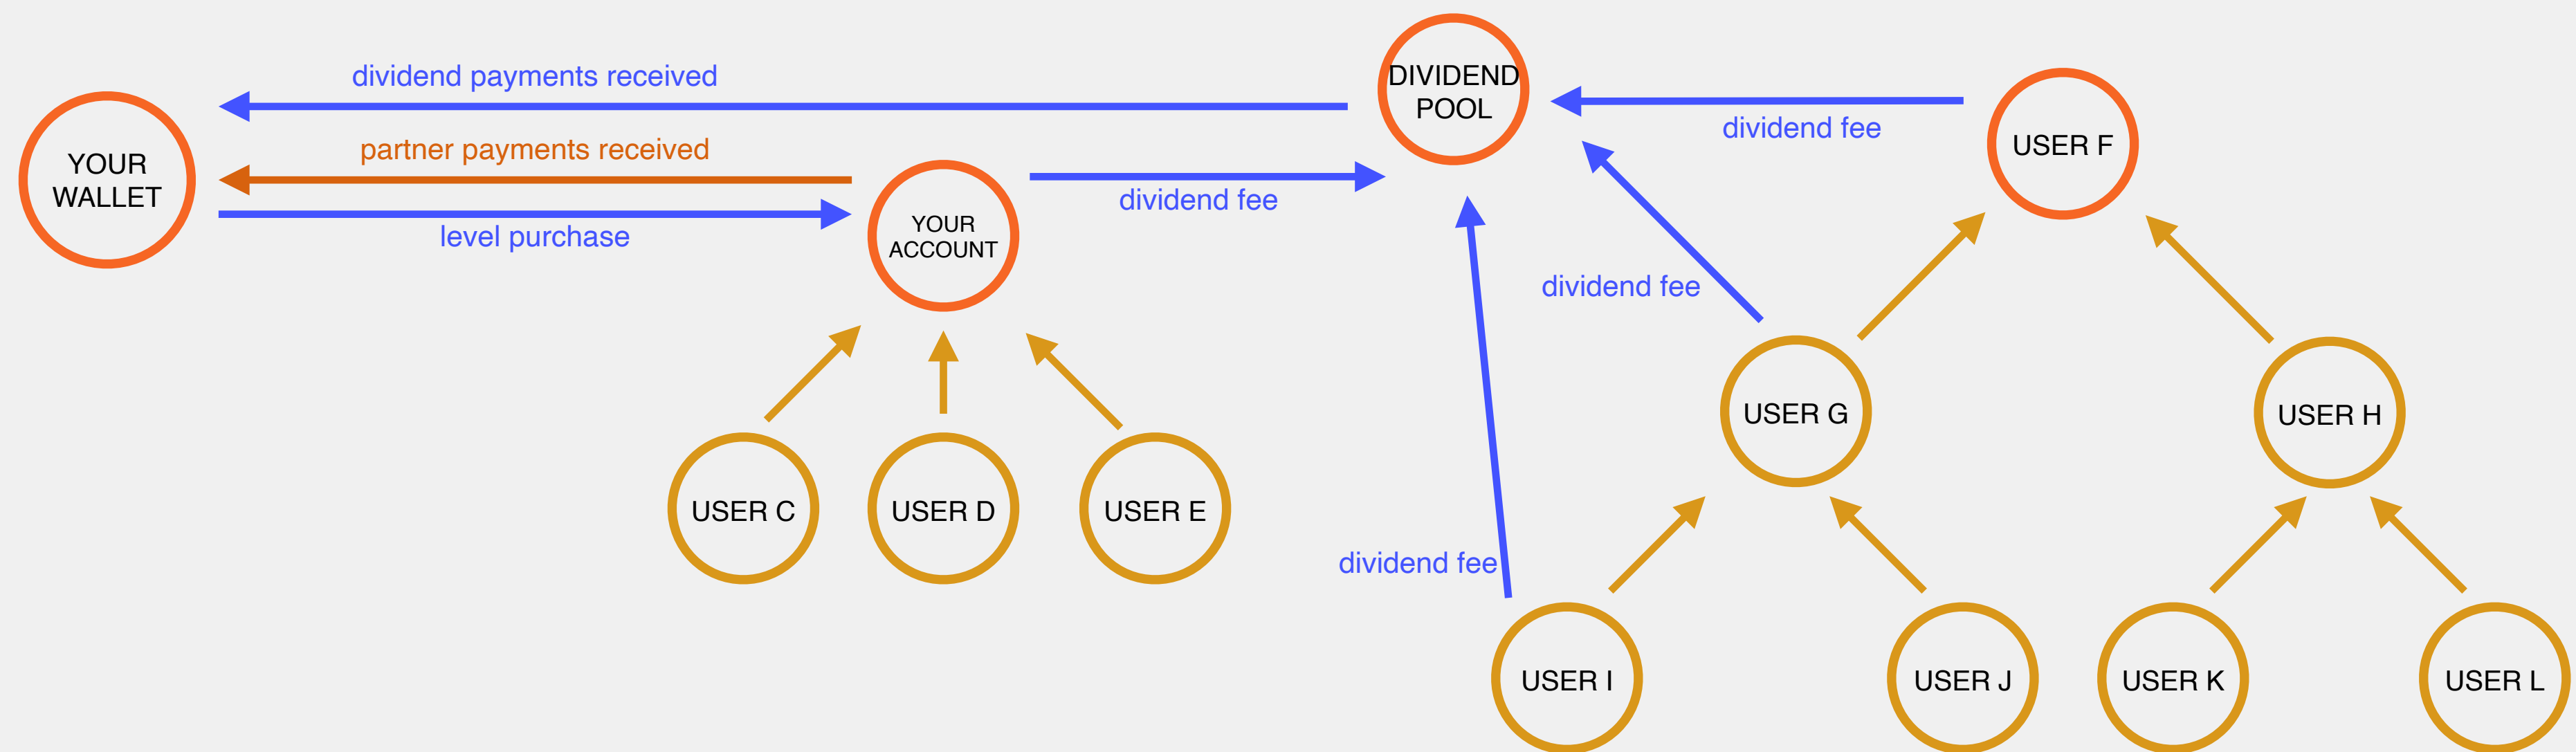 dividend payments received
DIVIDEND
POOL
dividend fee
USER F
partner payments received
YOUR
WALLET
dividend fee
YOUR
ACCOUNT
level purchase
dividend fee
USER G
USER H
USER C
USER D
USER E
dividend fee
USER I
USER J
USER K
USER L